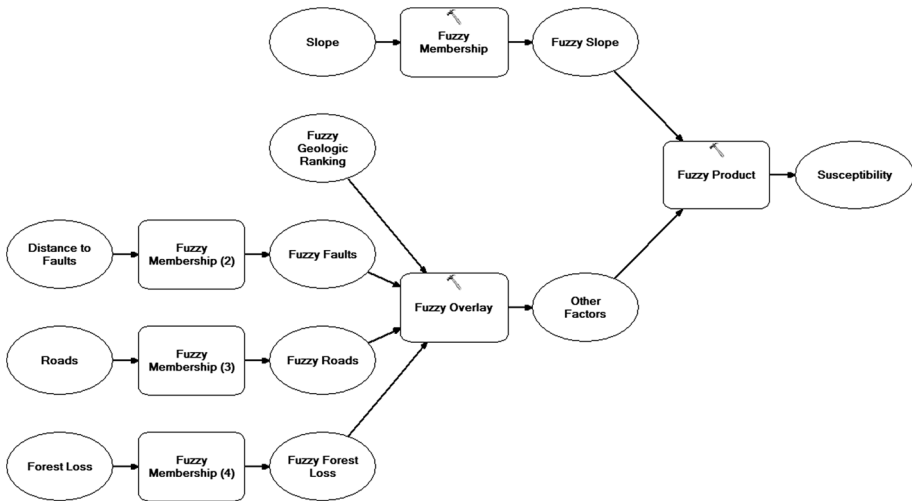 Slope
Fuzzy
Membership
Fuzzy Slope
Fuzzy
Geologic
Ranking
Fuzzy Product
Susceptibility
Distance to
Faults
Fuzzy
Membership (2)
Fuzzy Faults
Fuzzy Overlay
Other
Factors
Roads
Fuzzy
Membership (3)
Fuzzy Roads
Forest Loss
Fuzzy
Membership (4)
Fuzzy Forest
Loss